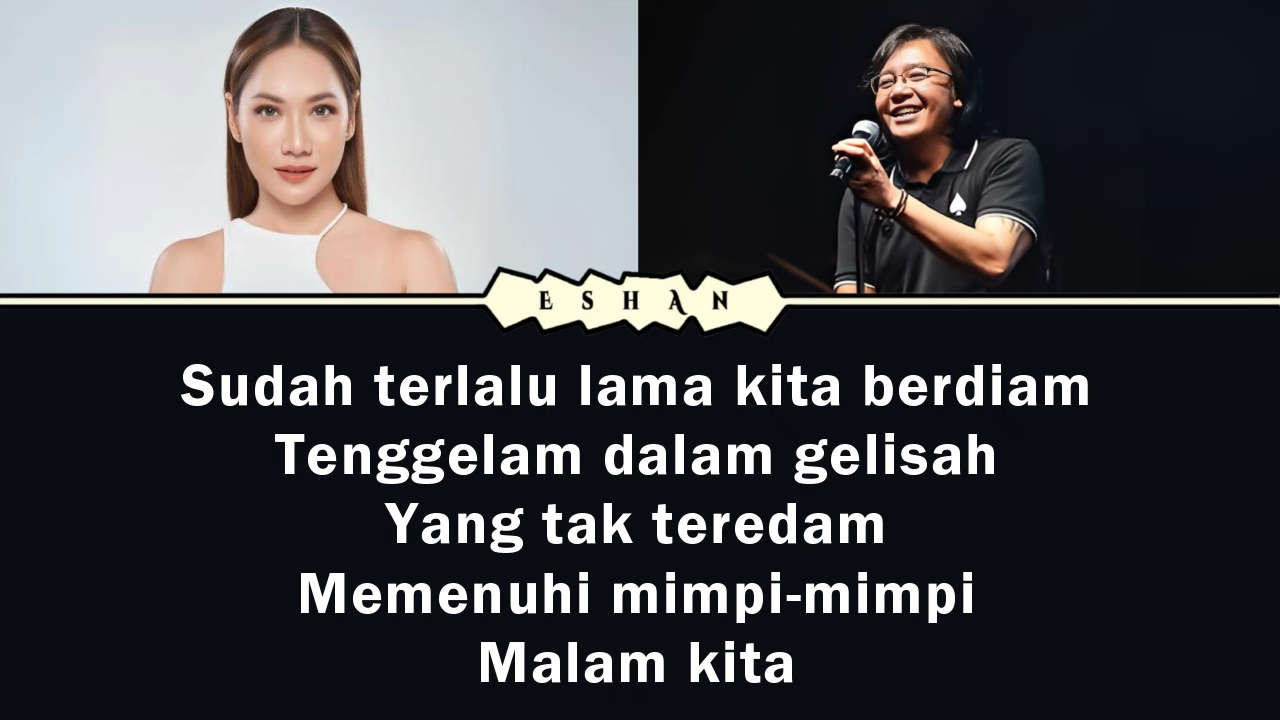 ESHAN
Sudah terlalu lama kita berdiam
Tenggelam dalam gelisah
Yang tak teredam
Memenuhi mimpi-mimpi
Malam kita